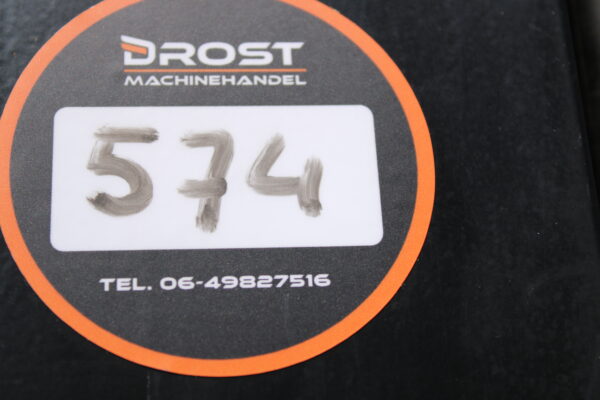 DROST
MACHINEHANDEL
574
TEL. 06-49827516